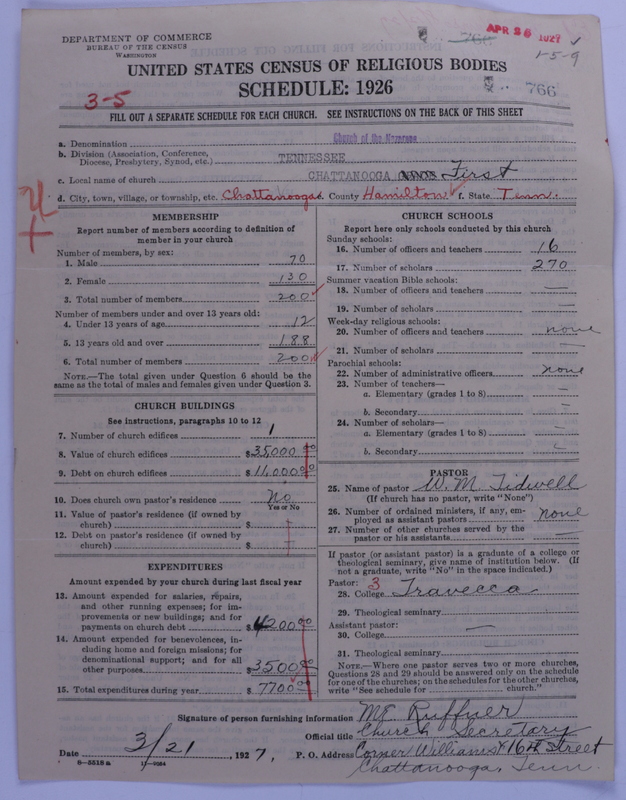 DEPARTMENT OF COMMERCE
BUREAU OF THE CENSUS
WASHINGTON
766
APR 26 1927 ✓
1-5-9
UNITED STATES CENSUS OF RELIGIOUS BODIES
SCHEDULE: 1926
766
3-5
FILL OUT A SEPARATE SCHEDULE FOR EACH CHURCH. SEE INSTRUCTIONS ON THE BACK OF THIS SHEET
a. Denomination Church of the Nazarene
b. Division (Association, Conference, Diocese, Presbytery, Synod, etc.) TENNESSEE
c. Local name of church CHATTANOOGA First
d. City, town, village, or township, etc. Chattanooga e. County Hamilton f. State Tenn.
MEMBERSHIP
Report number of members according to definition of
member in your church
Number of members, by sex:
1. Male 70
2. Female 130
3. Total number of members 200
Number of members under and over 13 years old:
4. Under 13 years of age 12
5. 13 years old and over 188
6. Total number of members 200
NOTE.—The total given under Question 6 should be
same as the total of males and females given under Question 3.
CHURCH BUILDINGS
See instructions, paragraphs 10 to 12
7. Number of church edifices 1
8. Value of church edifices $35,000.00
9. Debt on church edifices $11,000.00
10. Does church own pastor's residence No
Yes or No
11. Value of pastor's residence (if owned by
church) $
12. Debt on pastor's residence (if owned by
church) $
EXPENDITURES
Amount expended by your church during last fiscal year
13. Amount expended for salaries, repairs,
and other running expenses; for im-
provements or new buildings; and for
payments on church debt $4200.00
14. Amount expended for benevolences, in-
cluding home and foreign missions; for
denominational support; and for all
other purposes $3500.00
15. Total expenditures during year $7700.00
CHURCH SCHOOLS
Report here only schools conducted by this church
Sunday schools:
16. Number of officers and teachers 16
17. Number of scholars 270
Summer vacation Bible schools:
18. Number of officers and teachers —
19. Number of scholars —
Week-day religious schools:
20. Number of officers and teachers none
21. Number of scholars —
Parochial schools:
22. Number of administrative officers none
23. Number of teachers—
a. Elementary (grades 1 to 8) —
b. Secondary —
24. Number of scholars—
a. Elementary (grades 1 to 8) —
b. Secondary —
PASTOR
25. Name of pastor W. M. Tidwell
(If church has no pastor, write "None")
26. Number of ordained ministers, if any, em-
ployed as assistant pastors none
27. Number of other churches served by the
pastor or his assistants —
If pastor (or assistant pastor) is a graduate of a college or
theological seminary, give name of institution below. (If
not a graduate, write "No" in the space indicated.)
Pastor: 3
28. College Travecca
29. Theological seminary
Assistant pastor:
30. College —
31. Theological seminary
NOTE.—Where one pastor serves two or more churches,
Questions 28 and 29 should be answered only on the schedule
for one of the churches; on the schedules for the other churches,
write "See schedule for church."
Signature of person furnishing information Ruffner
Official title Church Secretary
Date 3/21, 1927, P. O. Address Corner Williams & 16th Street
Chattanooga, Tenn.